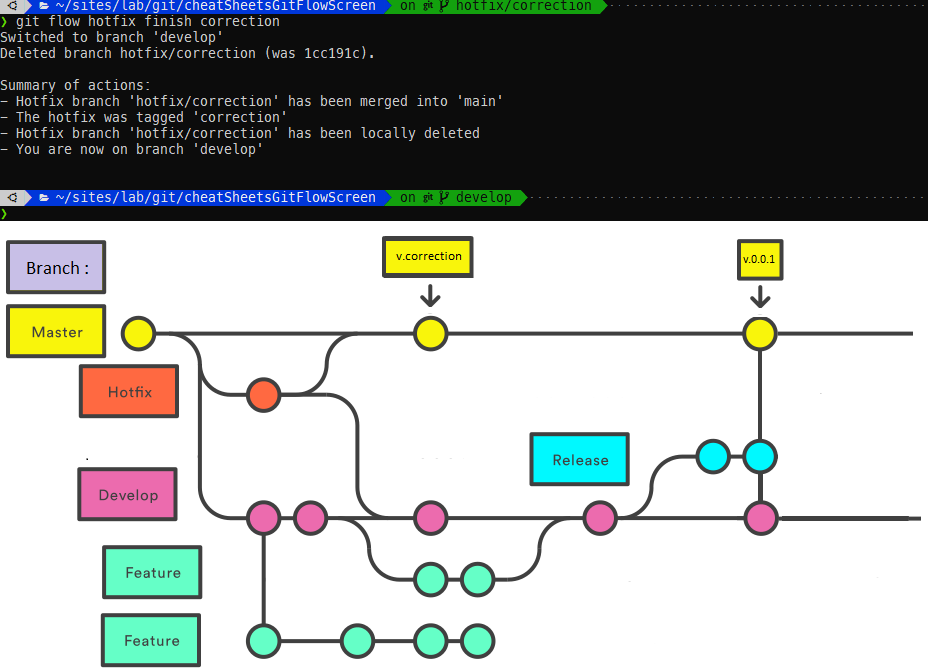 ~/sites/lab/git/cheatSheetsGitFlowScreen on git hotfix/correction
❯ git flow hotfix finish correction
Switched to branch 'develop'
Deleted branch hotfix/correction (was 1cc191c).
Summary of actions:
- Hotfix branch 'hotfix/correction' has been merged into 'main'
- The hotfix was tagged 'correction'
- Hotfix branch 'hotfix/correction' has been locally deleted
- You are now on branch 'develop'
~/sites/lab/git/cheatSheetsGitFlowScreen on git develop
❯
Branch :
v.correction
v.0.0.1
Master
Hotfix
Release
Develop
Feature
Feature